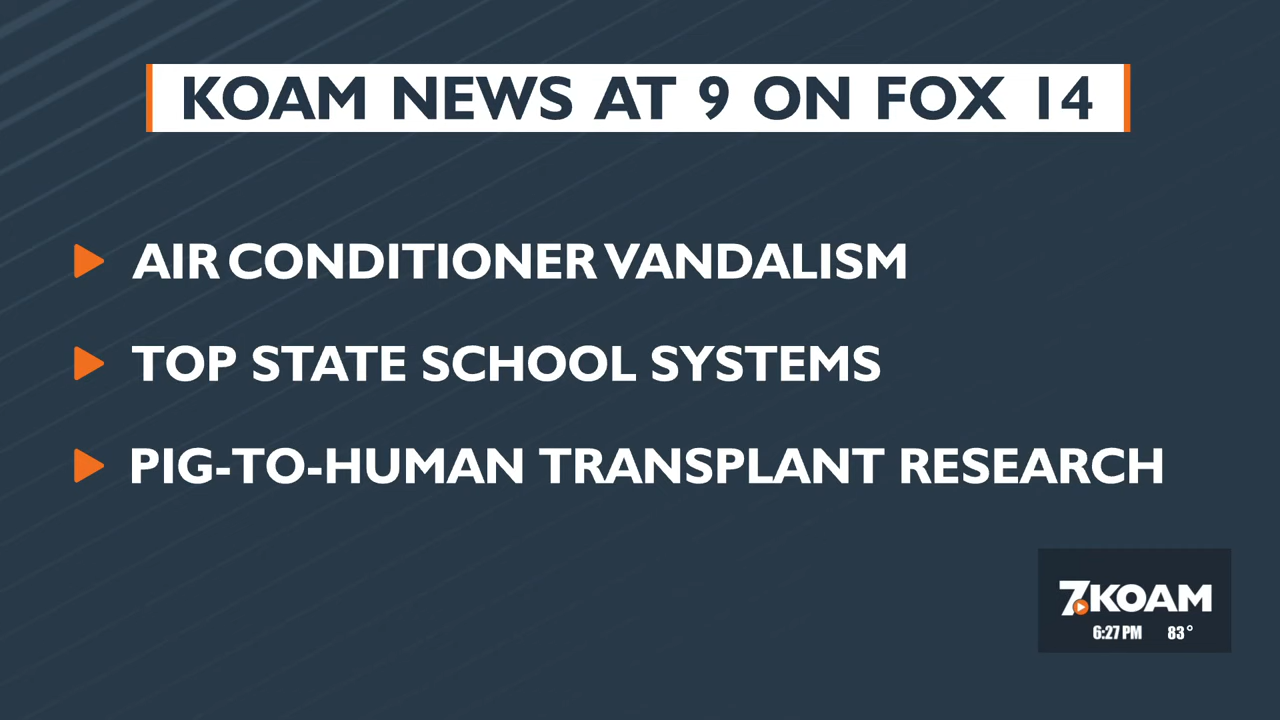 KOAM NEWS AT 9 ON FOX 14
AIR CONDITIONER VANDALISM
TOP STATE SCHOOL SYSTEMS
PIG-TO-HUMAN TRANSPLANT RESEARCH
7KOAM
6:27 PM 83°